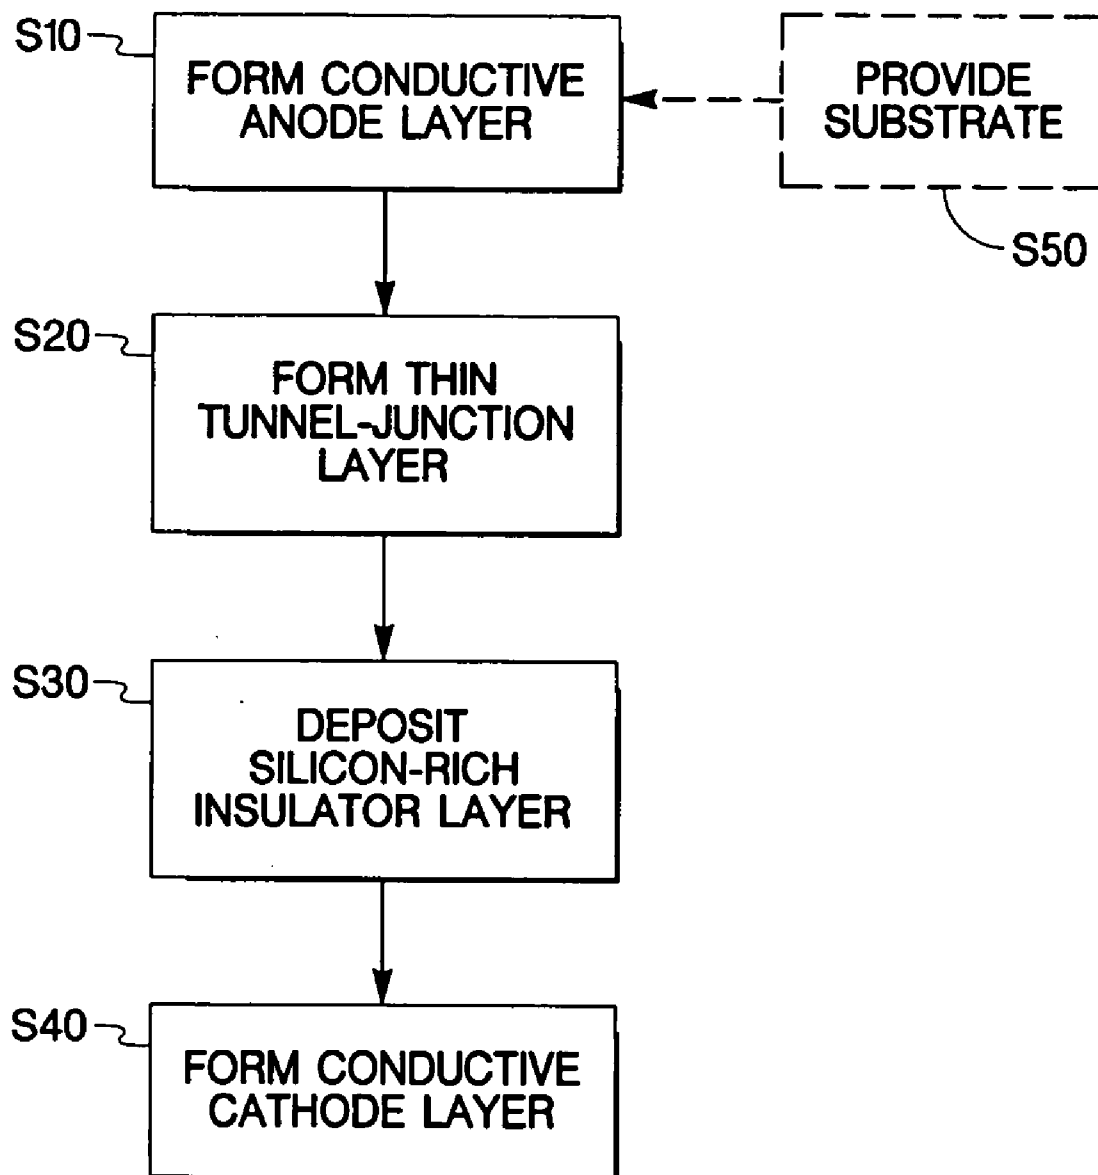 S10
FORM CONDUCTIVE
ANODE LAYER
PROVIDE
SUBSTRATE
S50
S20
FORM THIN
TUNNEL-JUNCTION
LAYER
S30
DEPOSIT
SILICON-RICH
INSULATOR LAYER
S40
FORM CONDUCTIVE
CATHODE LAYER